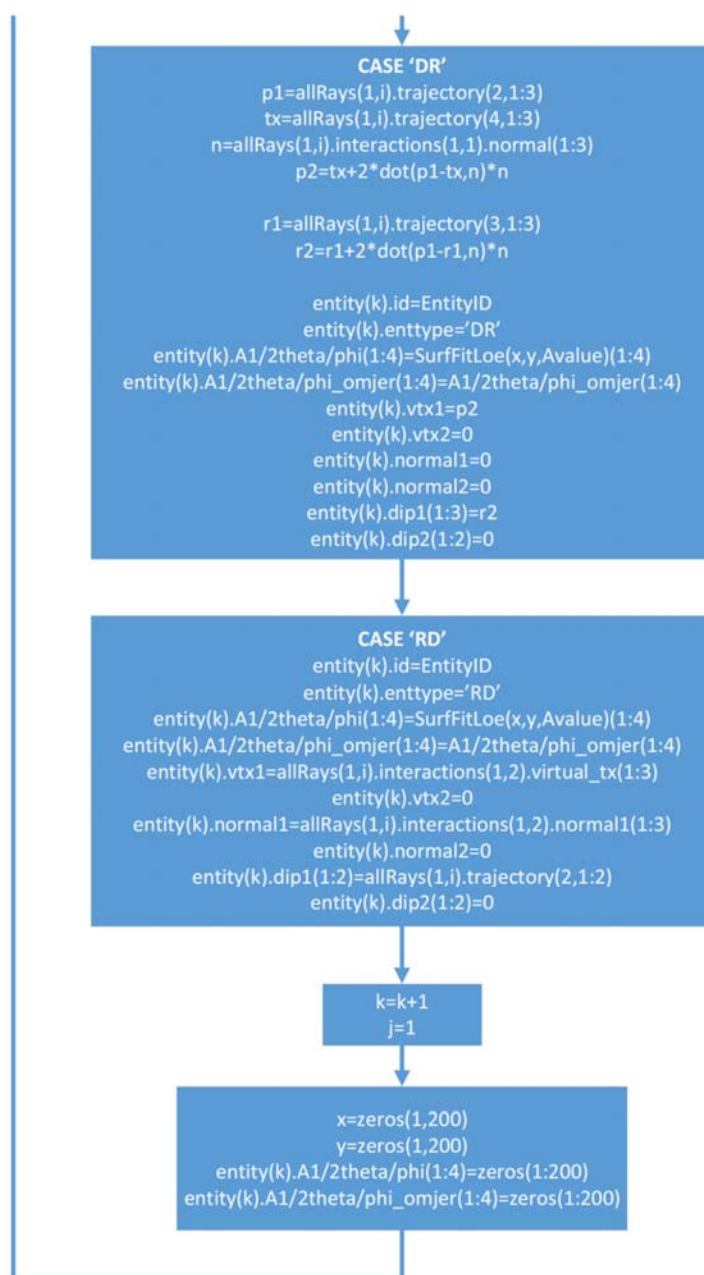 CASE ‘DR’
p1=allRays(1,i).trajectory(2,1:3)
tx=allRays(1,i).trajectory(4,1:3)
n=allRays(1,i).interactions(1,1).normal(1:3)
p2=tx+2*dot(p1-tx,n)*n
r1=allRays(1,i).trajectory(3,1:3)
r2=r1+2*dot(p1-r1,n)*n
entity(k).id=EntityID
entity(k).enttype=’DR’
entity(k).A1/2theta/phi(1:4)=SurfFitLoe(x,y,Avalue)(1:4)
entity(k).A1/2theta/phi_omjer(1:4)=A1/2theta/phi_omjer(1:4)
entity(k).vtx1=p2
entity(k).vtx2=0
entity(k).normal1=0
entity(k).normal2=0
entity(k).dip1(1:3)=r2
entity(k).dip2(1:2)=0
CASE ‘RD’
entity(k).id=EntityID
entity(k).enttype=’RD’
entity(k).A1/2theta/phi(1:4)=SurfFitLoe(x,y,Avalue)(1:4)
entity(k).A1/2theta/phi_omjer(1:4)=A1/2theta/phi_omjer(1:4)
entity(k).vtx1=allRays(1,i).interactions(1,2).virtual_tx(1:3)
entity(k).vtx2=0
entity(k).normal1=allRays(1,i).interactions(1,2).normal1(1:3)
entity(k).normal2=0
entity(k).dip1(1:2)=allRays(1,i).trajectory(2,1:2)
entity(k).dip2(1:2)=0
k=k+1
j=1
x=zeros(1,200)
y=zeros(1,200)
entity(k).A1/2theta/phi(1:4)=zeros(1:200)
entity(k).A1/2theta/phi_omjer(1:4)=zeros(1:200)